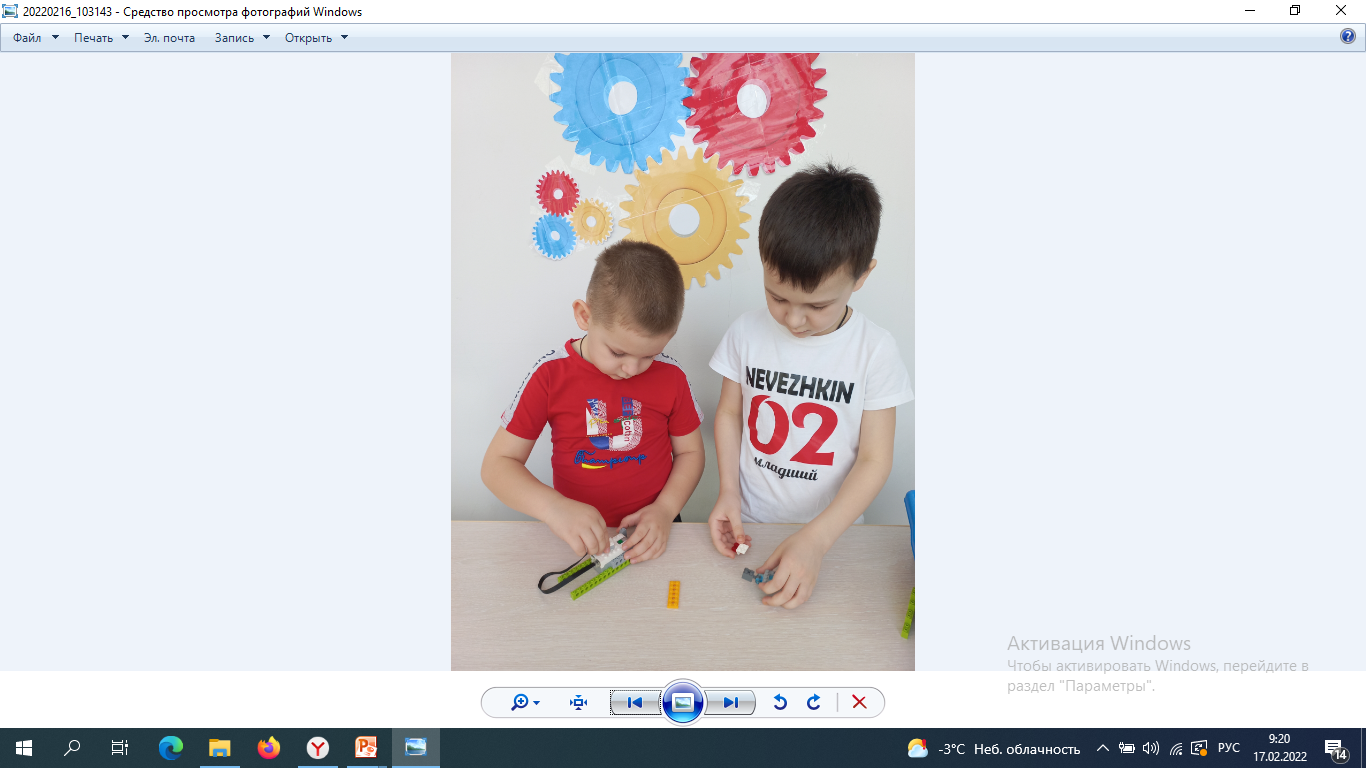 20220216_103143 - Средство просмотра фотографий Windows
Файл Печать Эл. почта Запись Открыть
NEVEZHKIN
02
младший
Cottin
Активация Windows
Чтобы активировать Windows, перейдите в
раздел "Параметры".
-3°C Неб. облачность
РУС
9:20
17.02.2022
14